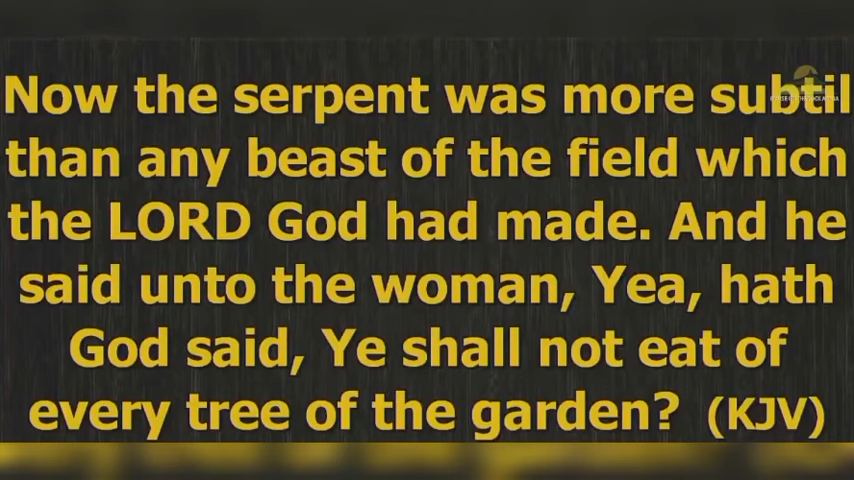 Now the serpent was more subtil
than any beast of the field which
the LORD God had made. And he
said unto the woman, Yea, hath
God said, Ye shall not eat of
every tree of the garden? (KJV)